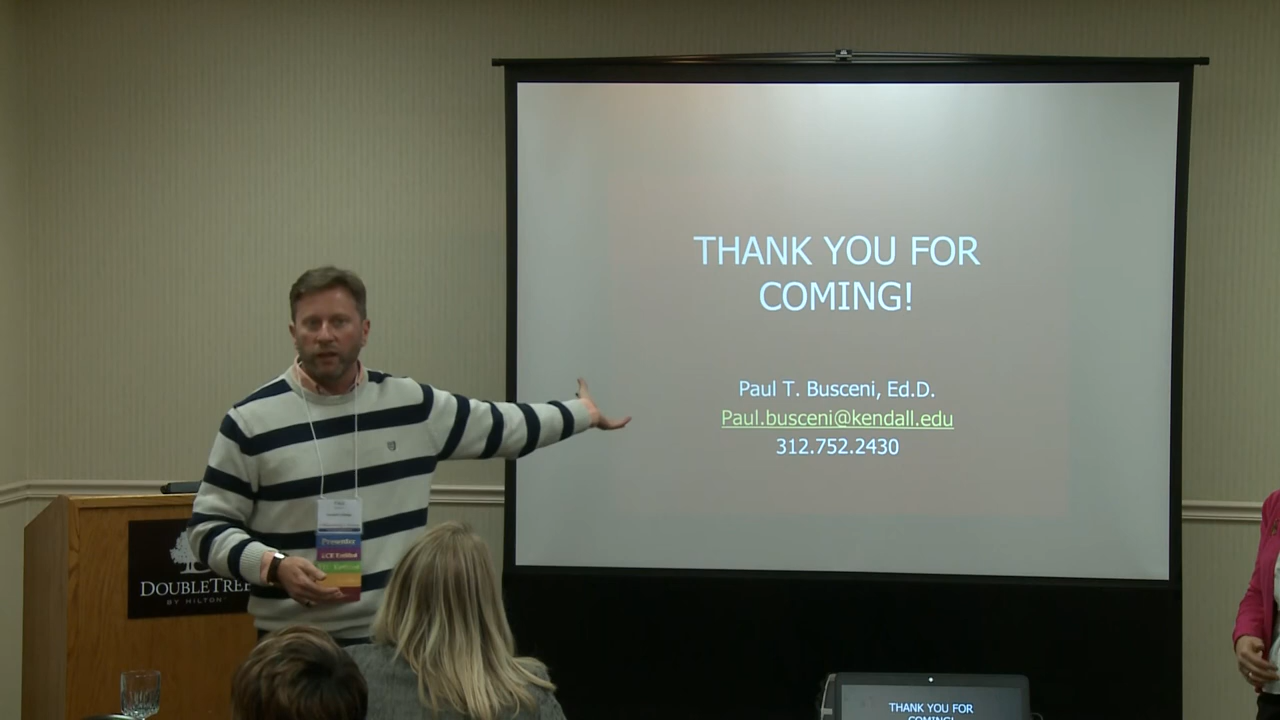 THANK YOU FOR
COMING!
Paul T. Busceni, Ed.D.
Paul.busceni@kendall.edu
312.752.2430
Presenter
DOUBLETREE
BY HILTON
THANK YOU FOR
COMING!